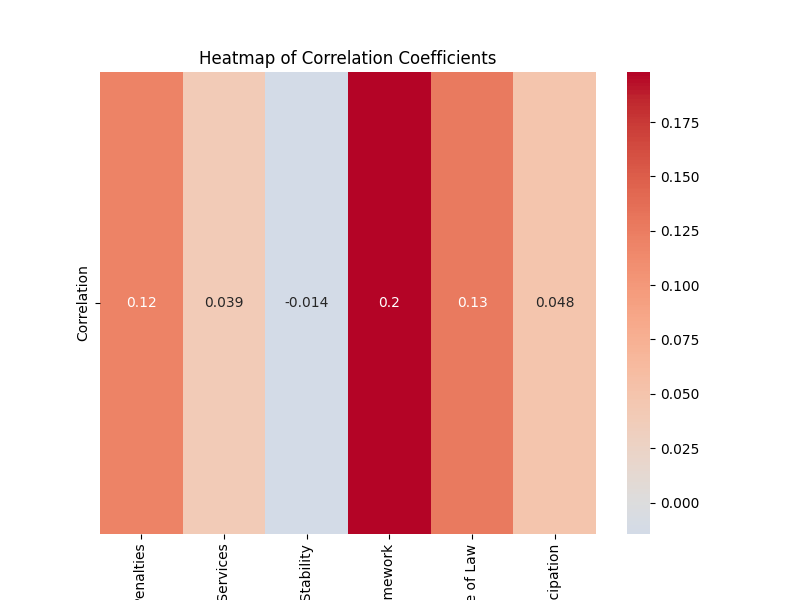 Heatmap of Correlation Coefficients
Correlation
0.12 0.039 -0.014 0.2 0.13 0.048
0.175
0.150
0.125
0.100
0.075
0.050
0.025
0.000
enalties
Services
Stability
mework
e of Law
cipation